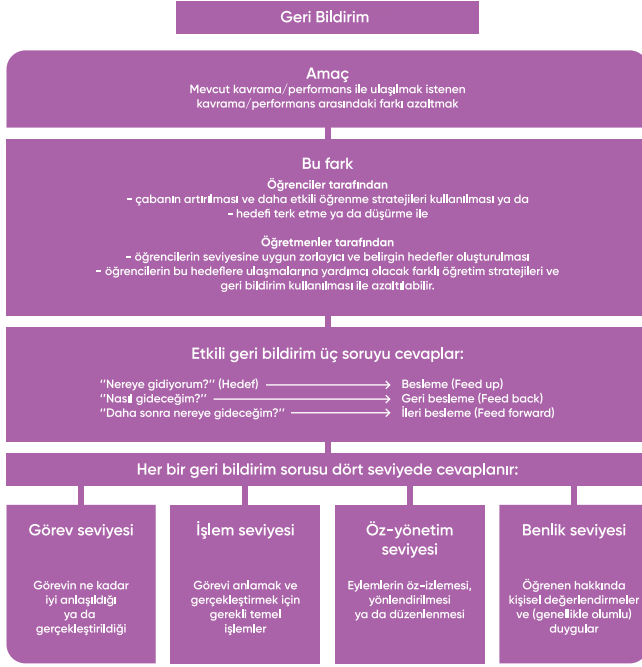 Geri Bildirim
Amaç
Mevcut kavrama/performans ile ulaşılmak istenen
kavrama/performans arasındaki farkı azaltmak
Bu fark
Öğrenciler tarafından
- çabanın artırılması ve daha etkili öğrenme stratejileri kullanılması ya da
- hedefi terk etme ya da düşürme ile
Öğretmenler tarafından
- öğrencilerin seviyesine uygun zorlayıcı ve belirgin hedefler oluşturulması
- öğrencilerin bu hedeflere ulaşmalarına yardımcı olacak farklı öğretim stratejileri ve
geri bildirim kullanılması ile azaltılabilir.
Etkili geri bildirim üç soruyu cevaplar:
"Nereye gidiyorum?" (Hedef) → Besleme (Feed up)
"Nasıl gideceğim?" → Geri besleme (Feed back)
"Daha sonra nereye gideceğim?" → İleri besleme (Feed forward)
Her bir geri bildirim sorusu dört seviyede cevaplanır:
Görev seviyesi
Görevin ne kadar
iyi anlaşıldığı
ya da
gerçekleştirildiği
İşlem seviyesi
Görevi anlamak ve
gerçekleştirmek için
gerekli temel
işlemler
Öz-yönetim
seviyesi
Eylemlerin öz-izlemesi,
yönlendirilmesi
ya da düzenlenmesi
Benlik seviyesi
Öğrenen hakkında
kişisel değerlendirmeler
ve (genellikle olumlu)
duygular